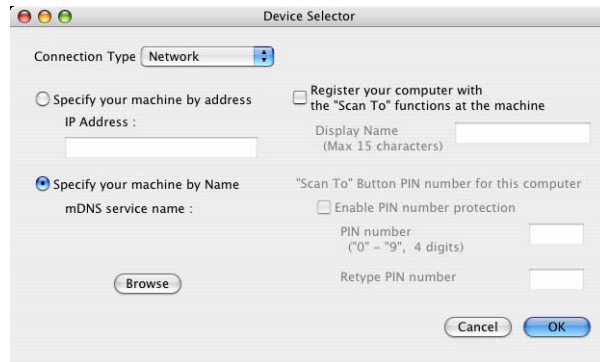 Device Selector
Connection Type Network
Specify your machine by address
IP Address :
Specify your machine by Name
mDNS service name :
Browse
Register your computer with
the "Scan To" functions at the machine
Display Name
(Max 15 characters)
"Scan To" Button PIN number for this computer
Enable PIN number protection
PIN number
("0" - "9", 4 digits)
Retype PIN number
Cancel OK